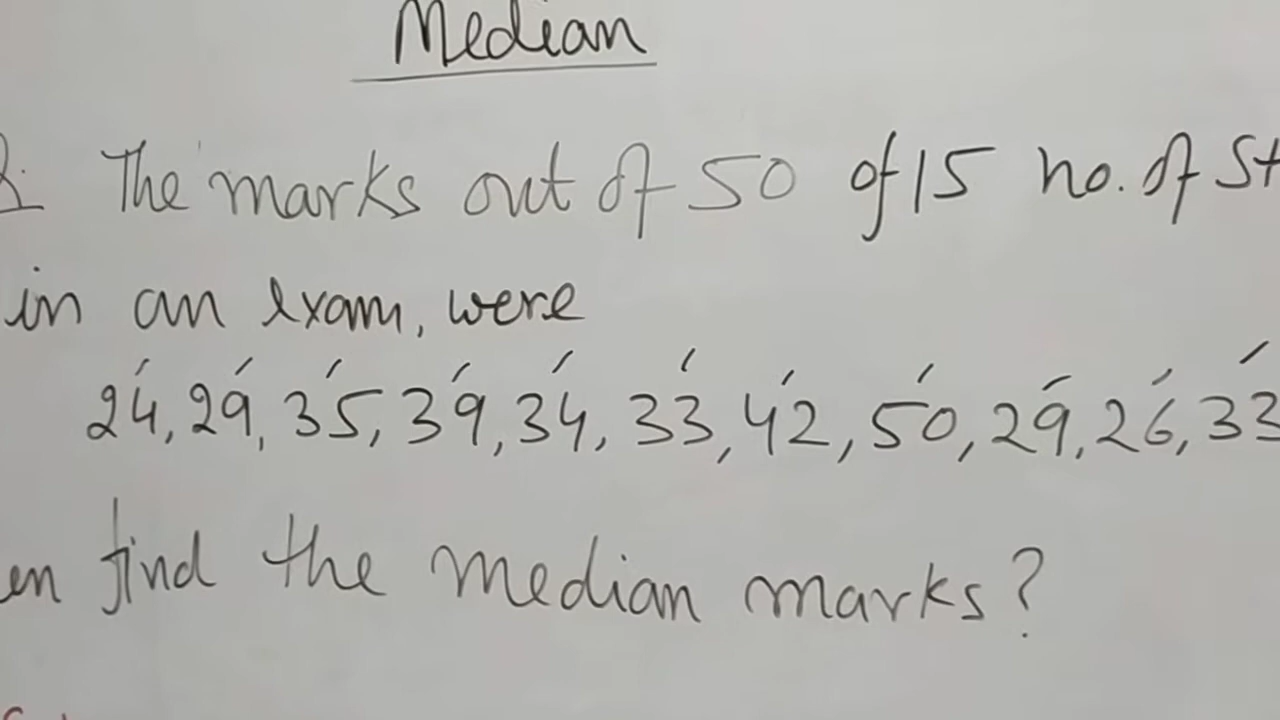 Median
The marks out of 50 of 15 no. of St
in an exam, were
24, 29, 35, 39, 34, 33, 42, 50, 29, 26, 33
en find the median marks?